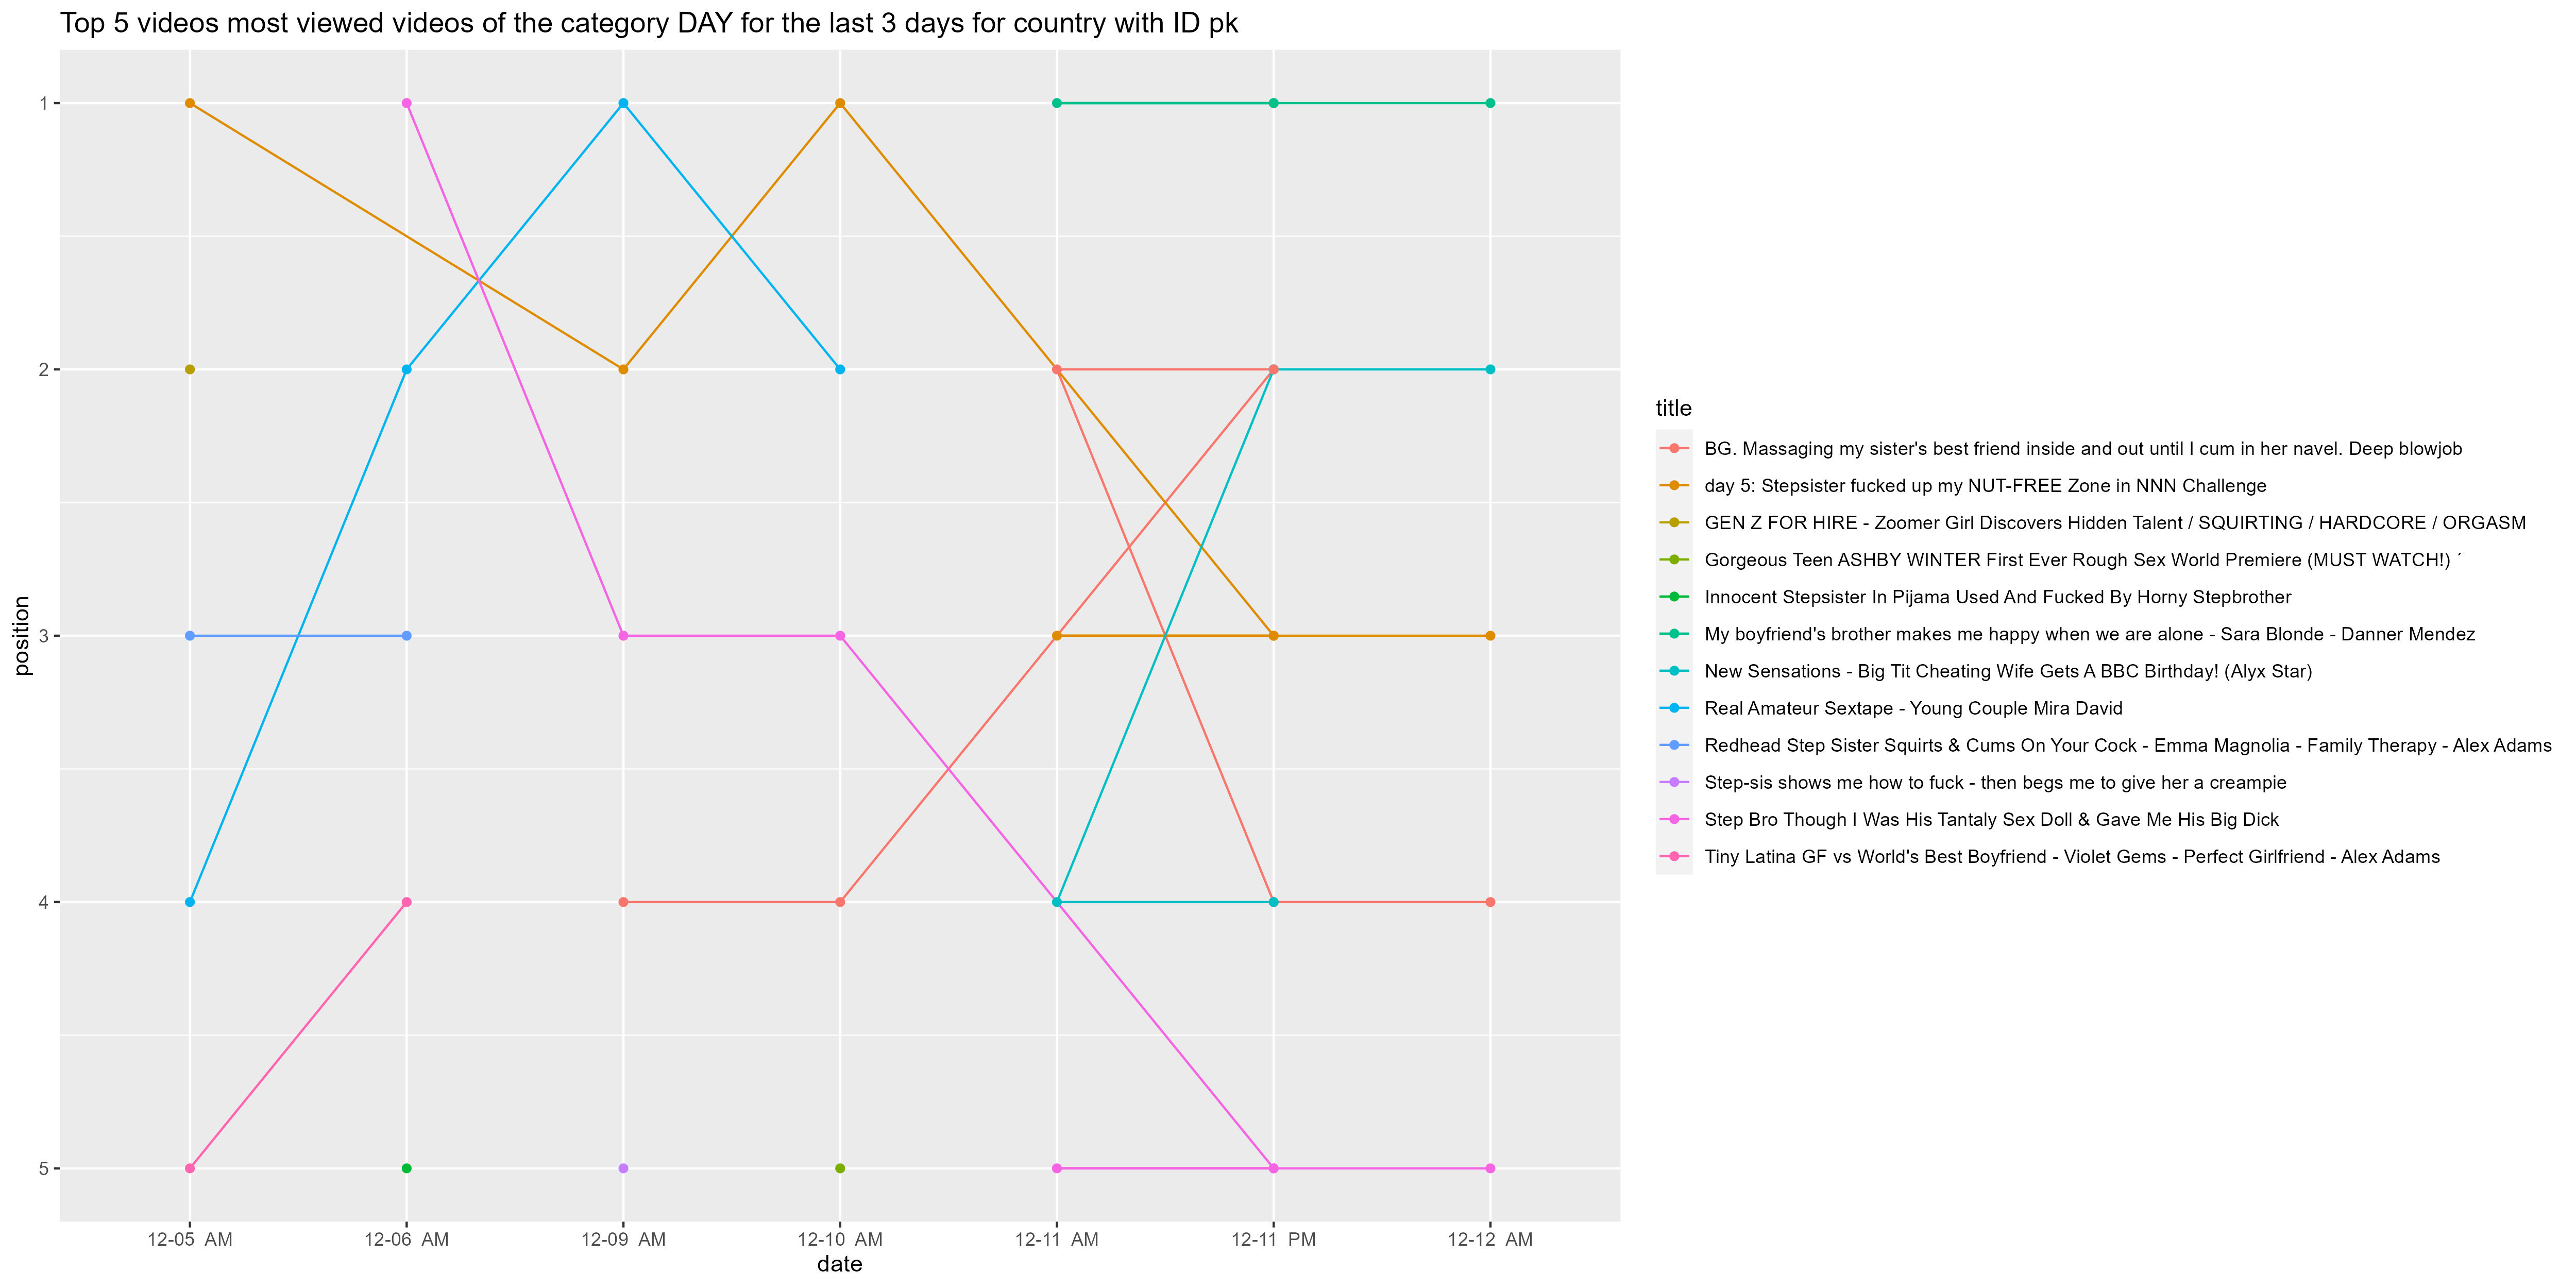 Top 5 videos most viewed videos of the category DAY for the last 3 days for country with ID pk
position
1
2
3
4
5
12-05 AM
12-06 AM
12-09 AM
12-10 AM
12-11 AM
12-11 PM
12-12 AM
date
title
BG. Massaging my sister's best friend inside and out until I cum in her navel. Deep blowjob
day 5: Stepsister fucked up my NUT-FREE Zone in NNN Challenge
GEN Z FOR HIRE - Zoomer Girl Discovers Hidden Talent / SQUIRTING / HARDCORE / ORGASM
Gorgeous Teen ASHBY WINTER First Ever Rough Sex World Premiere (MUST WATCH!) ´
Innocent Stepsister In Pijama Used And Fucked By Horny Stepbrother
My boyfriend's brother makes me happy when we are alone - Sara Blonde - Danner Mendez
New Sensations - Big Tit Cheating Wife Gets A BBC Birthday! (Alyx Star)
Real Amateur Sextape - Young Couple Mira David
Redhead Step Sister Squirts & Cums On Your Cock - Emma Magnolia - Family Therapy - Alex Adams
Step-sis shows me how to fuck - then begs me to give her a creampie
Step Bro Though I Was His Tantaly Sex Doll & Gave Me His Big Dick
Tiny Latina GF vs World's Best Boyfriend - Violet Gems - Perfect Girlfriend - Alex Adams